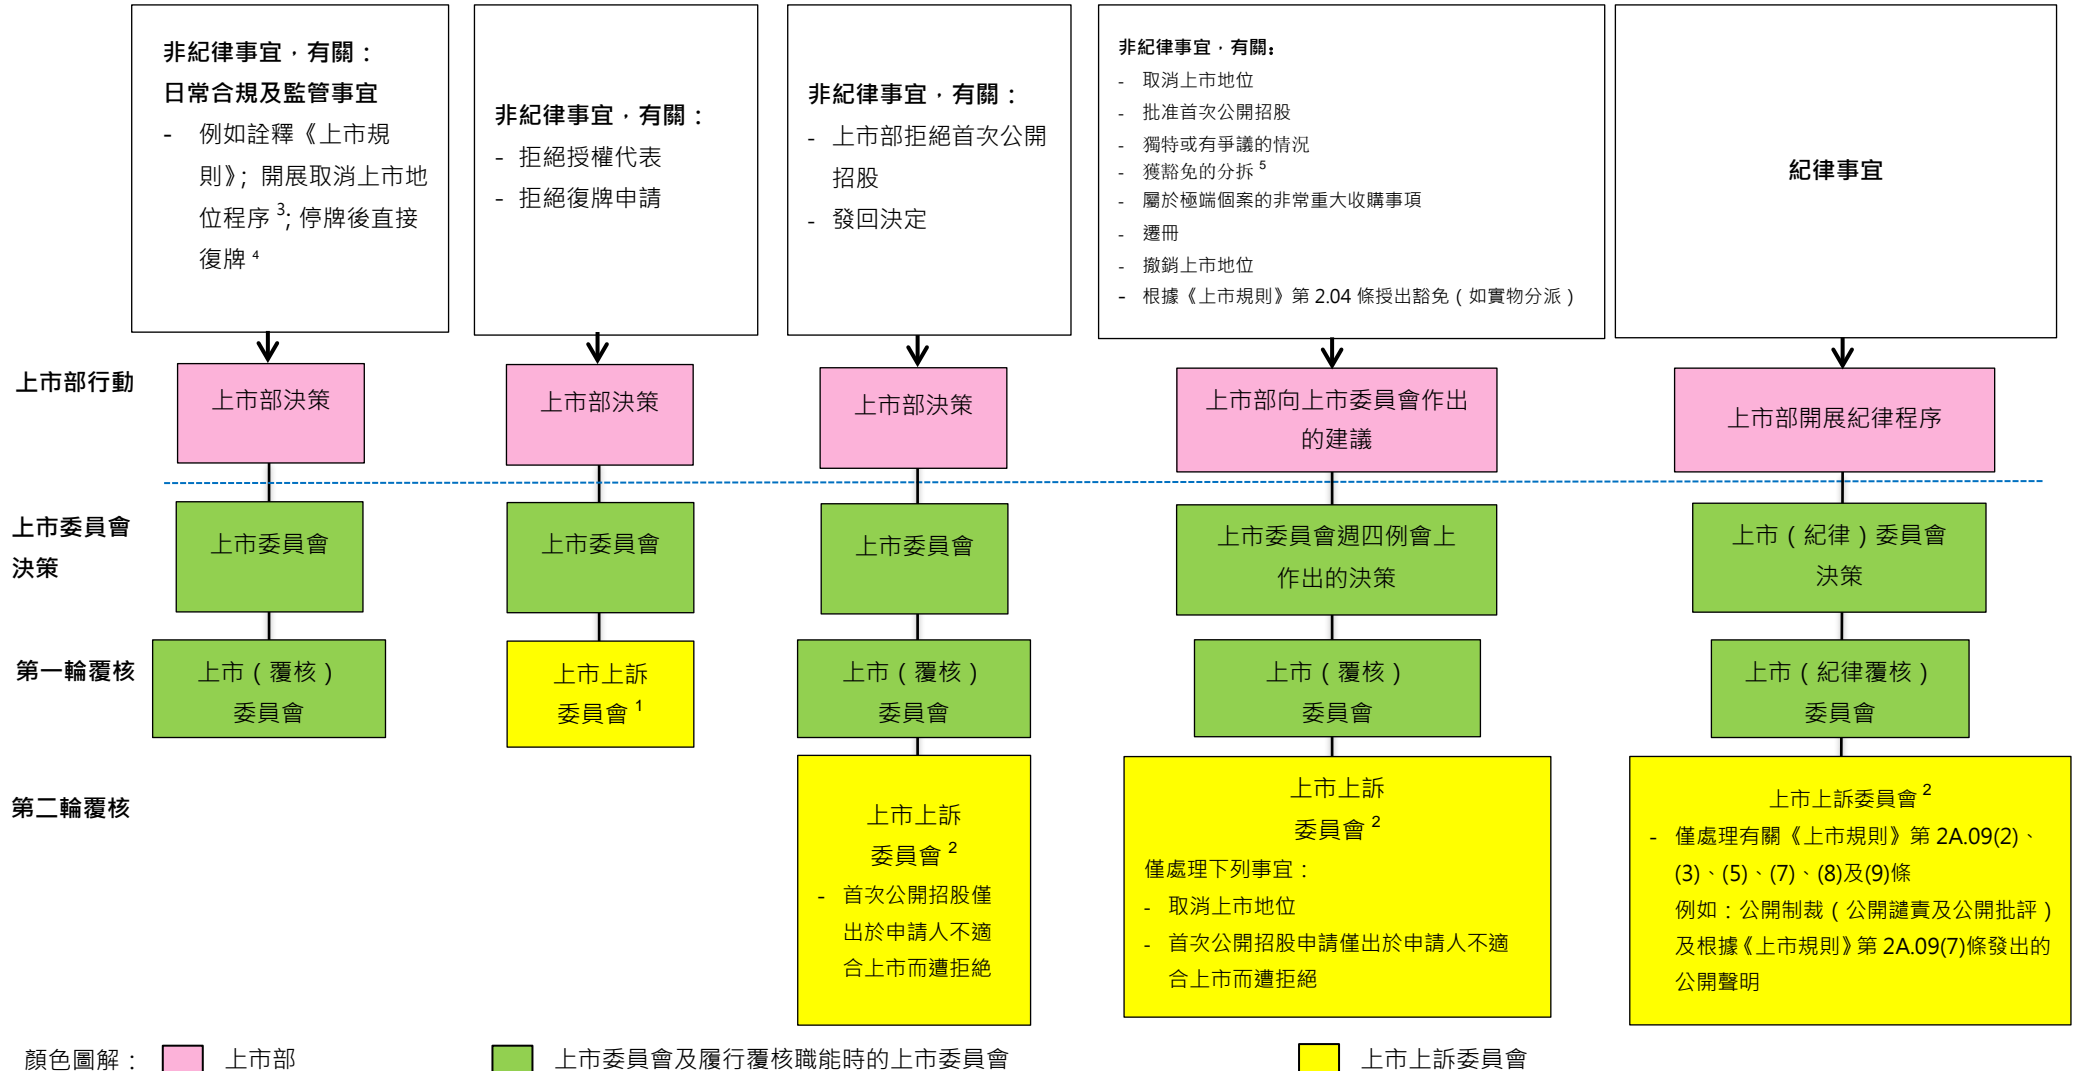 非紀律事宜，有關：
日常合規及監管事宜
- 例如詮釋《上市規
則》；開展取消上市地
位程序 3; 停牌後直接
復牌 4
非紀律事宜，有關：
- 拒絕授權代表
- 拒絕復牌申請
非紀律事宜，有關：
- 上市部拒絕首次公開
招股
- 發回決定
非紀律事宜，有關：
- 取消上市地位
- 批准首次公開招股
- 獨特或有爭議的情況
- 獲豁免的分拆 5
- 屬於極端個案的非常重大收購事項
- 遷冊
- 撤銷上市地位
- 根據《上市規則》第 2.04 條授出豁免（如實物分派）
紀律事宜
上市部行動
上市部決策
上市部決策
上市部決策
上市部向上市委員會作出
的建議
上市部開展紀律程序
上市委員會
決策
上市委員會
上市委員會
上市委員會
上市委員會週四例會上
作出的決策
上市（紀律）委員會
決策
第一輪覆核
上市（覆核）
委員會
上市上訴
委員會 1
上市（覆核）
委員會
上市（覆核）
委員會
上市（紀律覆核）
委員會
第二輪覆核
上市上訴
委員會 2
- 首次公開招股僅
出於申請人不適
合上市而遭拒絕
上市上訴
委員會 2
僅處理下列事宜：
- 取消上市地位
- 首次公開招股申請僅出於申請人不適
合上市而遭拒絕
上市上訴委員會 2
- 僅處理有關《上市規則》第 2A.09(2)、
(3)、(5)、(7)、(8)及(9)條
例如：公開制裁（公開譴責及公開批評）
及根據《上市規則》第 2A.09(7)條發出的
公開聲明
顏色圖解：
上市部
上市委員會及履行覆核職能時的上市委員會
上市上訴委員會